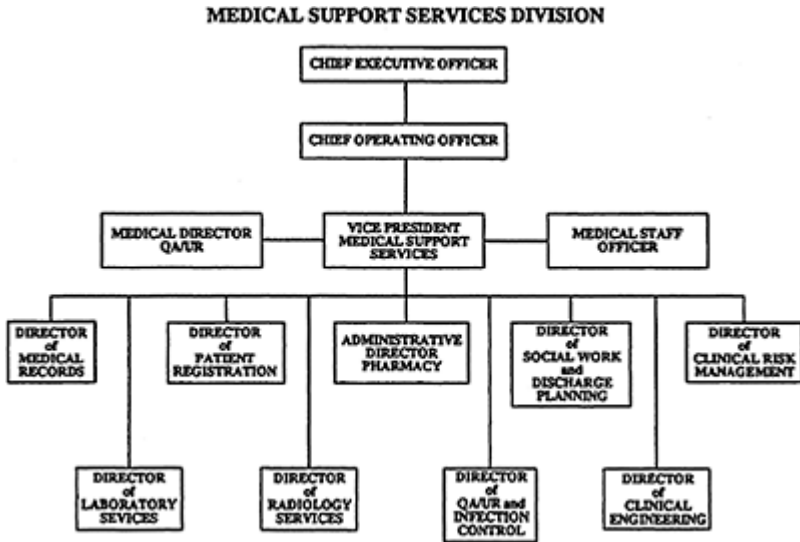 MEDICAL SUPPORT SERVICES DIVISION
CHIEF EXECUTIVE OFFICER
CHIEF OPERATING OFFICER
MEDICAL DIRECTOR
QA/UR
VICE PRESIDENT
MEDICAL SUPPORT
SERVICES
MEDICAL STAFF
OFFICER
DIRECTOR
of
MEDICAL
RECORDS
DIRECTOR
of
PATIENT
REGISTRATION
ADMINISTRATIVE
DIRECTOR
PHARMACY
DIRECTOR
of
SOCIAL WORK
and
DISCHARGE
PLANNING
DIRECTOR
of
CLINICAL RISK
MANAGEMENT
DIRECTOR
of
LABORATORY
SEVICES
DIRECTOR
of
RADIOLOGY
SERVICES
DIRECTOR
of
QA/UR and
INFECTION
CONTROL
DIRECTOR
of
CLINICAL
ENGINEERING